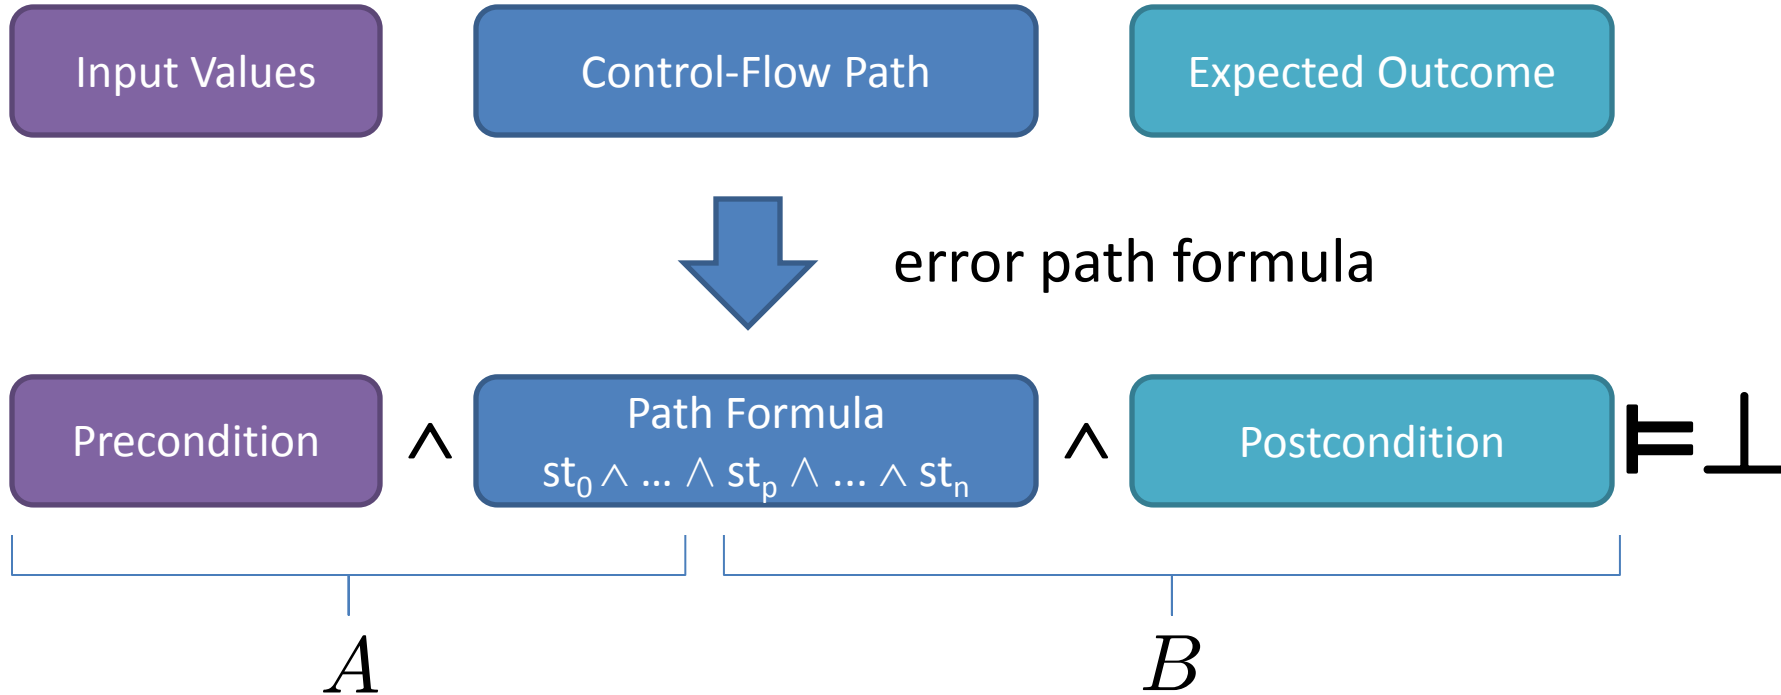 Input Values
Control-Flow Path
Expected Outcome
error path formula
Precondition ∧ Path Formula ∧ Postcondition ⊨ ⊥
st₀ ∧ ... ∧ stₚ ∧ ... ∧ stₙ
A
B